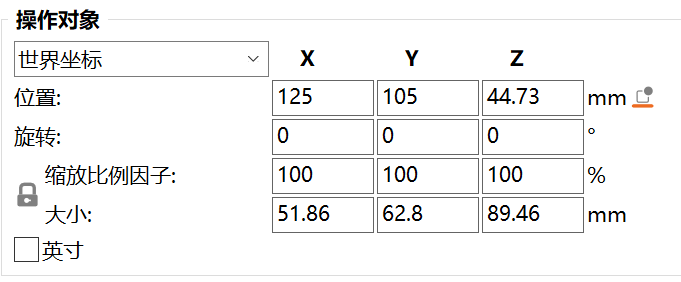 操作对象
世界坐标 X Y Z
位置: 125 105 44.73 mm
旋转: 0 0 0 °
缩放比例因子: 100 100 100 %
大小: 51.86 62.8 89.46 mm
英寸